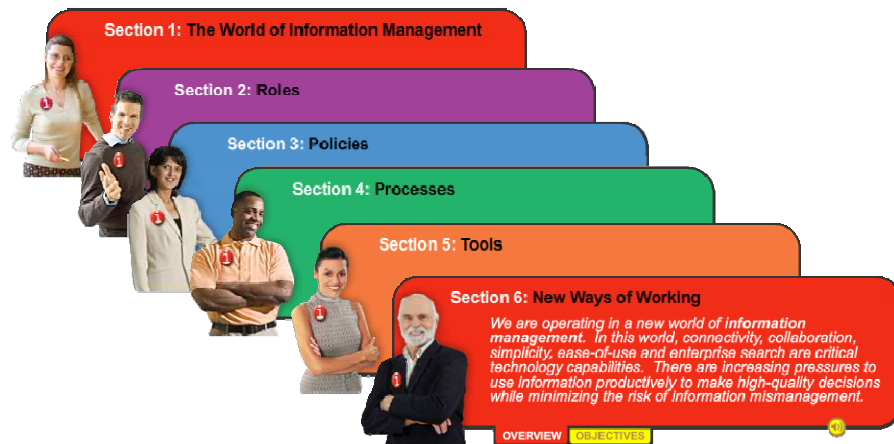 Section 1: The World of Information Management
Section 2: Roles
Section 3: Policies
Section 4: Processes
Section 5: Tools
Section 6: New Ways of Working
We are operating in a new world of information
management. In this world, connectivity, collaboration,
simplicity, ease-of-use and enterprise search are critical
technology capabilities. There are increasing pressures to
use information productively to make high-quality decisions
while minimizing the risk of information mismanagement.
OVERVIEW OBJECTIVES
i
i
i
i
i
i